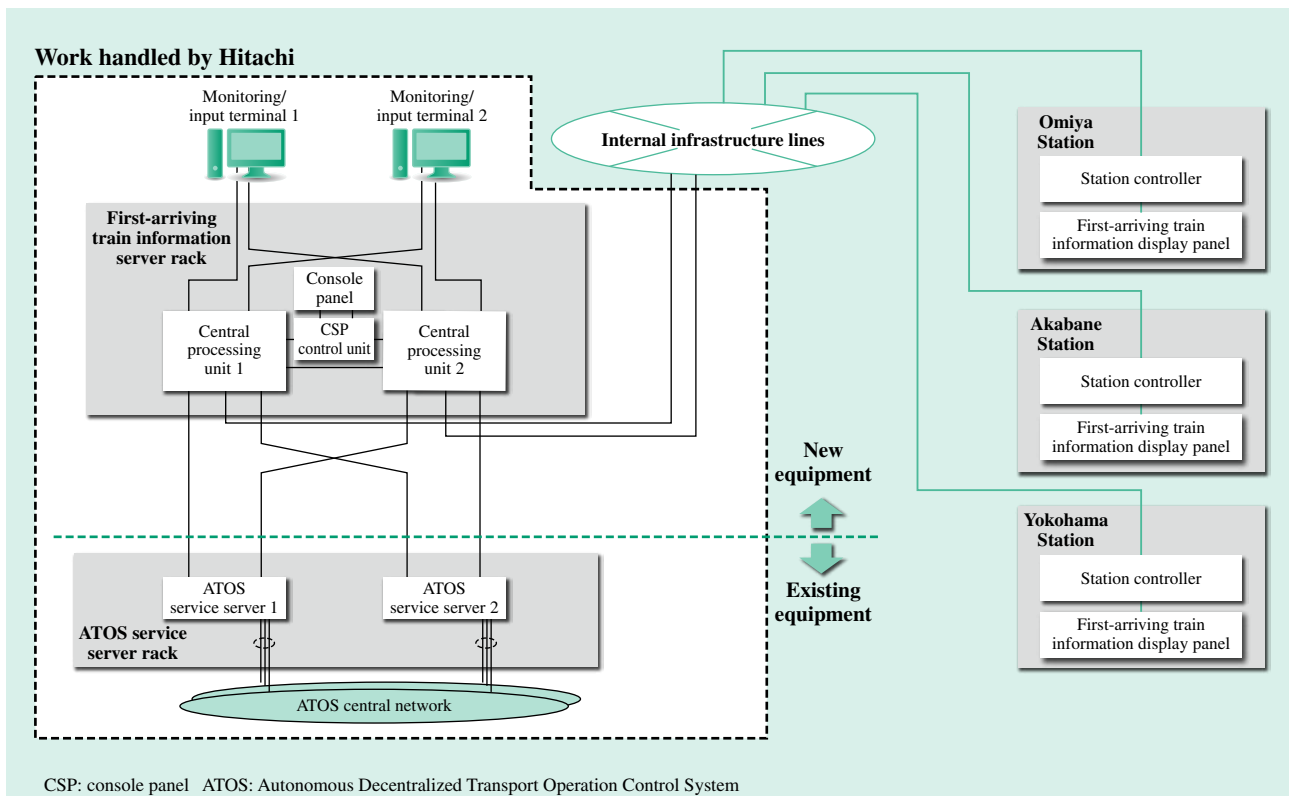 Work handled by Hitachi
Monitoring/
input terminal 1
Monitoring/
input terminal 2
Internal infrastructure lines
First-arriving
train information
server rack
Console
panel
CSP
control unit
Central
processing
unit 1
Central
processing
unit 2
New
equipment
Existing
equipment
ATOS
service server 1
ATOS
service server 2
ATOS service
server rack
ATOS central network
Omiya
Station
Station controller
First-arriving train
information display panel
Akabane
Station
Station controller
First-arriving train
information display panel
Yokohama
Station
Station controller
First-arriving train
information display panel
CSP: console panel ATOS: Autonomous Decentralized Transport Operation Control System